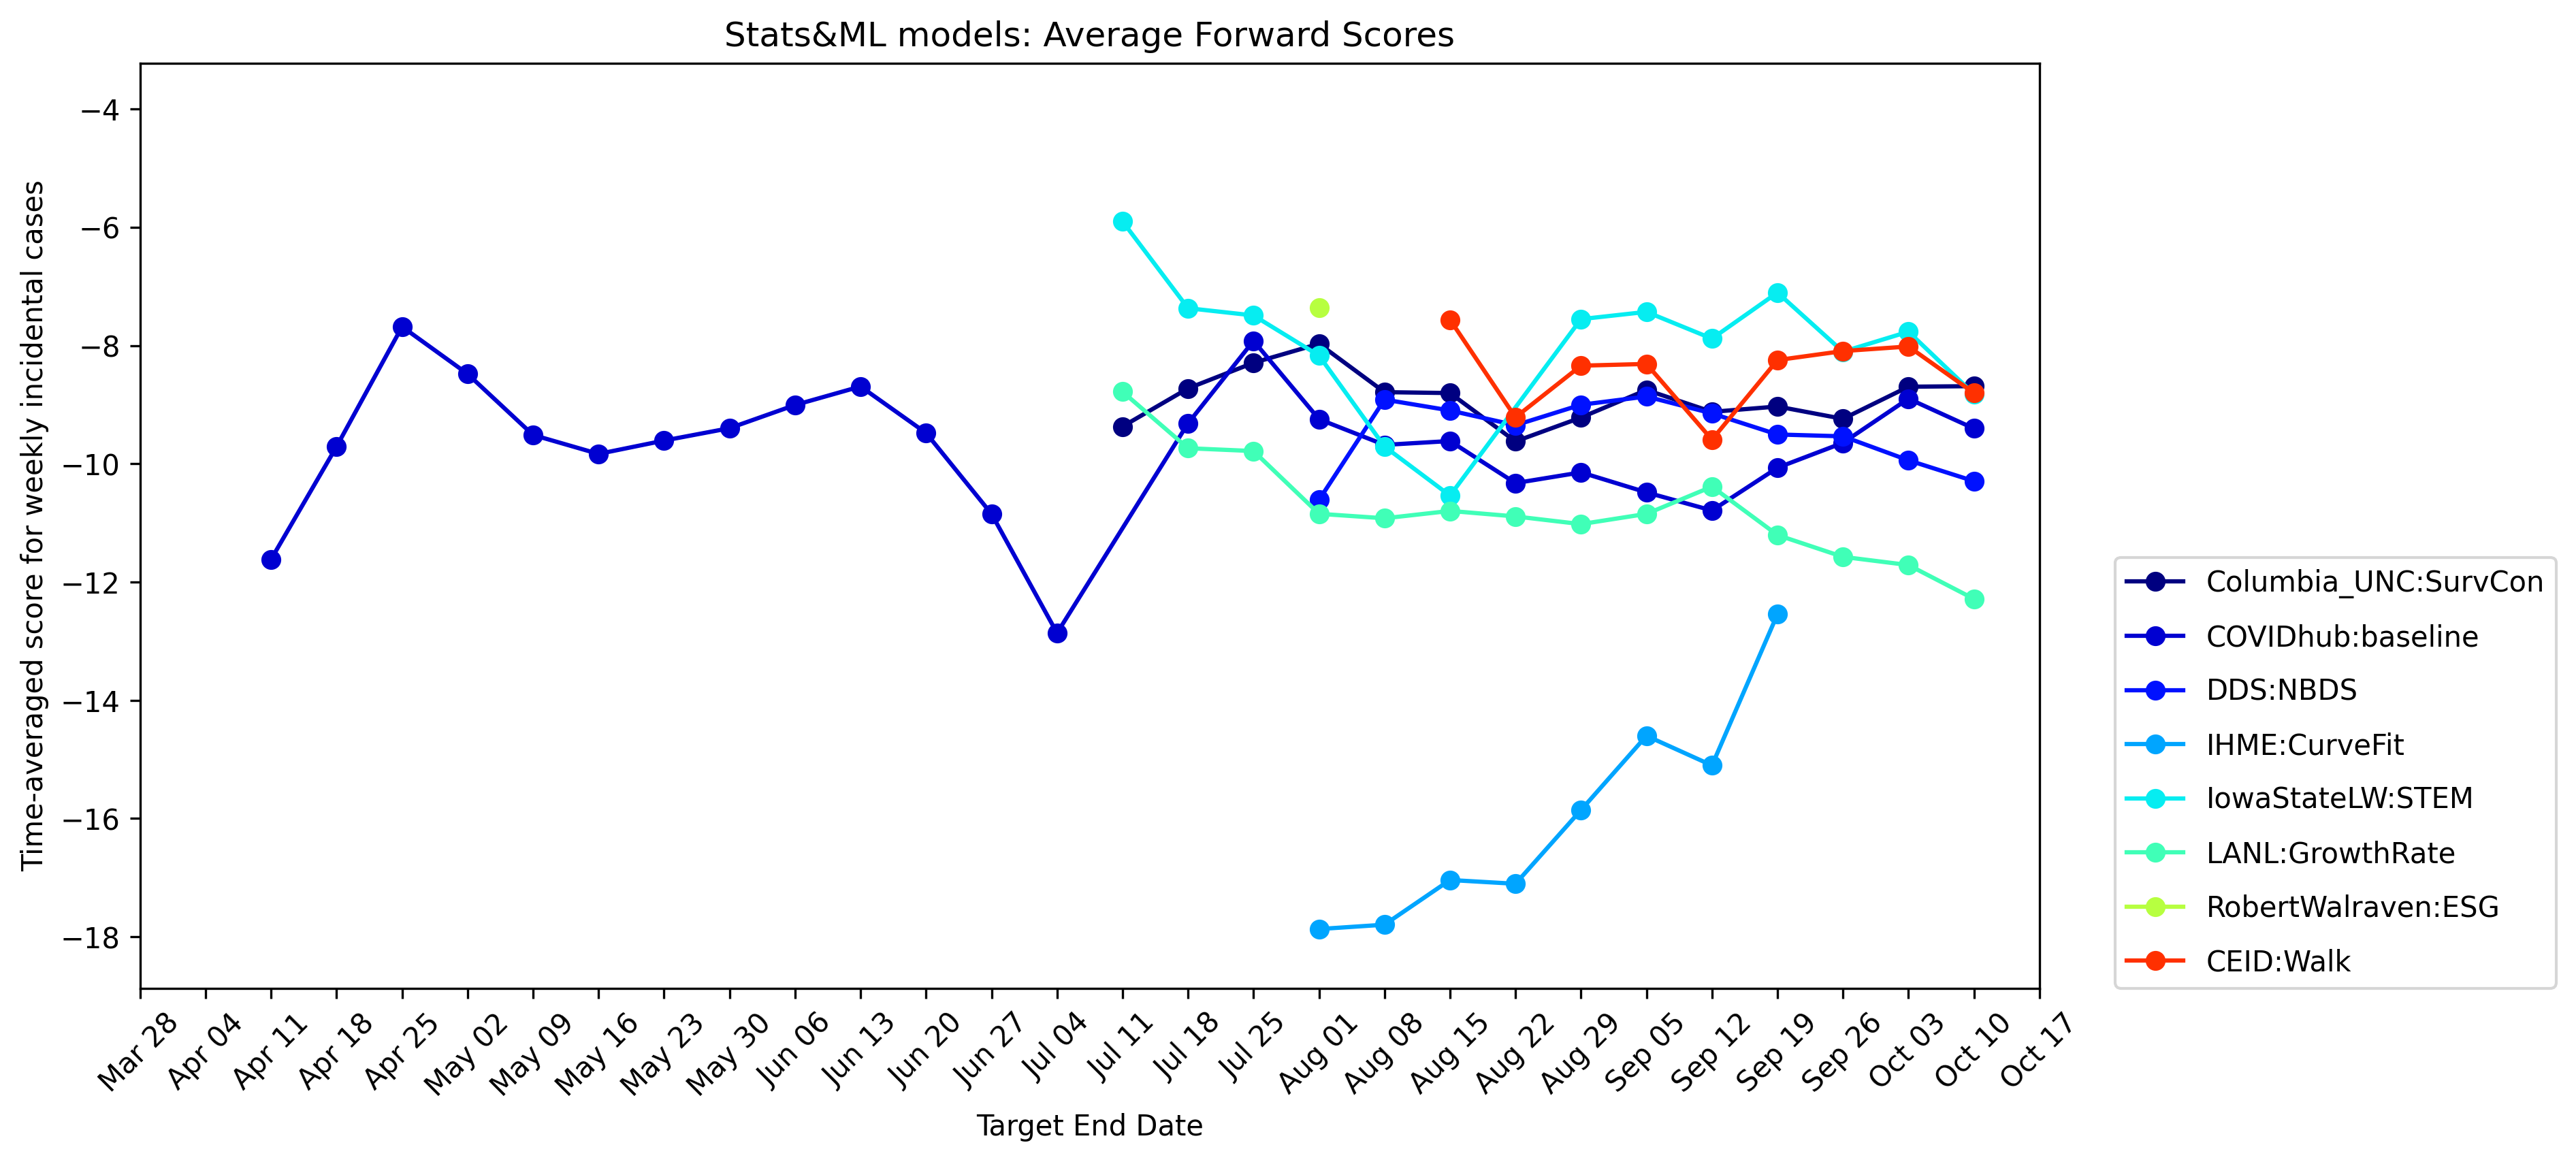 Stats&ML models: Average Forward Scores
Time-averaged score for weekly incidental cases
−4
−6
−8
−10
−12
−14
−16
−18
Mar 28
Apr 04
Apr 11
Apr 18
Apr 25
May 02
May 09
May 16
May 23
May 30
Jun 06
Jun 13
Jun 20
Jun 27
Jul 04
Jul 11
Jul 18
Jul 25
Aug 01
Aug 08
Aug 15
Aug 22
Aug 29
Sep 05
Sep 12
Sep 19
Sep 26
Oct 03
Oct 10
Oct 17
Target End Date
Columbia_UNC:SurvCon
COVIDhub:baseline
DDS:NBDS
IHME:CurveFit
IowaStateLW:STEM
LANL:GrowthRate
RobertWalraven:ESG
CEID:Walk